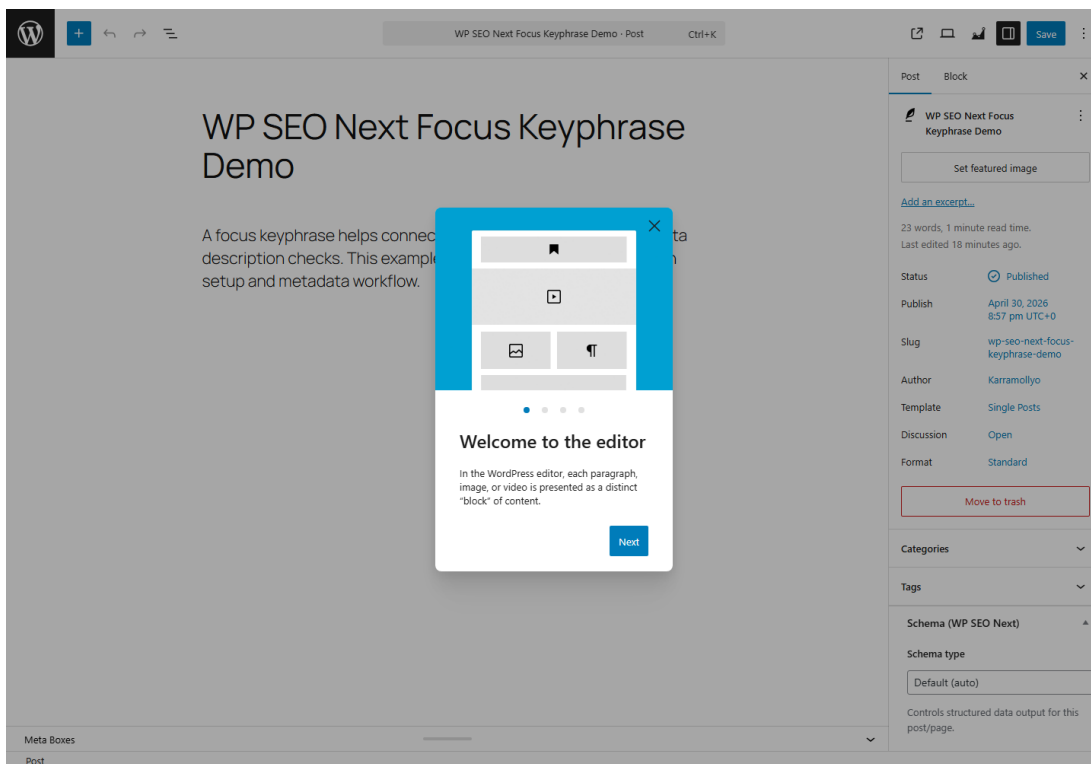 WP SEO Next Focus Keyphrase Demo · Post Ctrl+K
Save
WP SEO Next Focus Keyphrase
Demo
A focus keyphrase helps connec
ta
description checks. This example
n
setup and metadata workflow.
Welcome to the editor
In the WordPress editor, each paragraph,
image, or video is presented as a distinct
“block” of content.
Next
Post Block
WP SEO Next Focus
Keyphrase Demo
Set featured image
Add an excerpt...
23 words, 1 minute read time.
Last edited 18 minutes ago.
Status Published
Publish April 30, 2026
8:57 pm UTC+0
Slug wp-seo-next-focus-
keyphrase-demo
Author Karramollyo
Template Single Posts
Discussion Open
Format Standard
Move to trash
Categories
Tags
Schema (WP SEO Next)
Schema type
Default (auto)
Controls structured data output for this
post/page.
Meta Boxes
Post